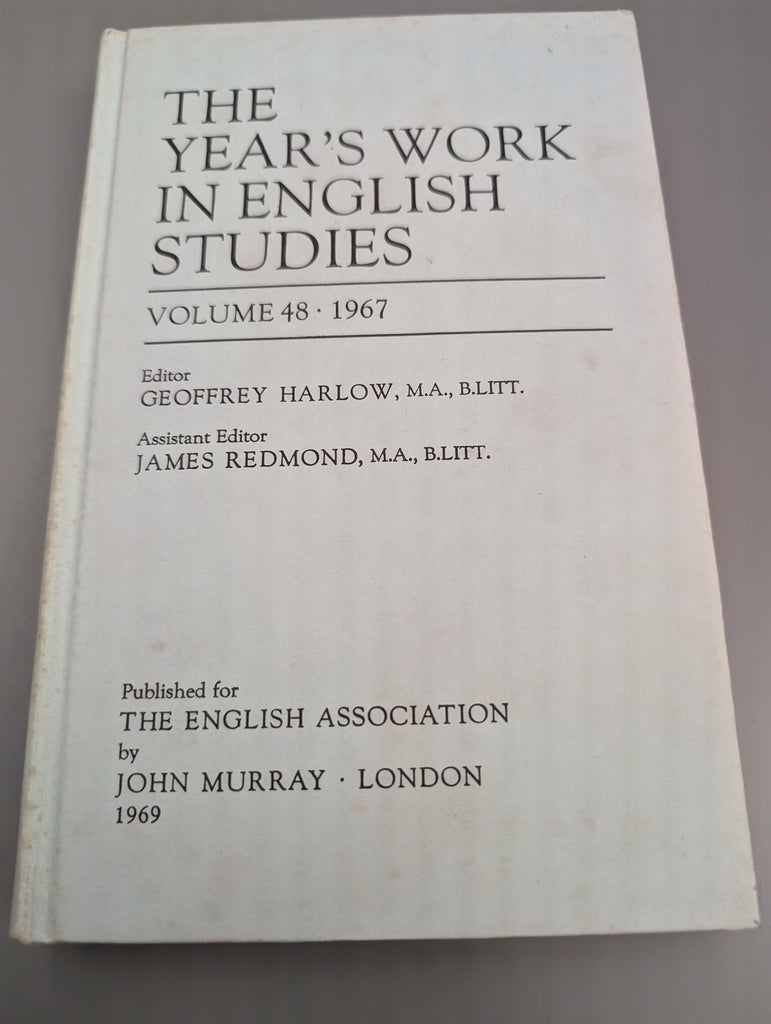 THE
YEAR'S WORK
IN ENGLISH
STUDIES
VOLUME 48 · 1967
Editor
GEOFFREY HARLOW, M.A., B.LITT.
Assistant Editor
JAMES REDMOND, M.A., B.LITT.
Published for
THE ENGLISH ASSOCIATION
by
JOHN MURRAY · LONDON
1969